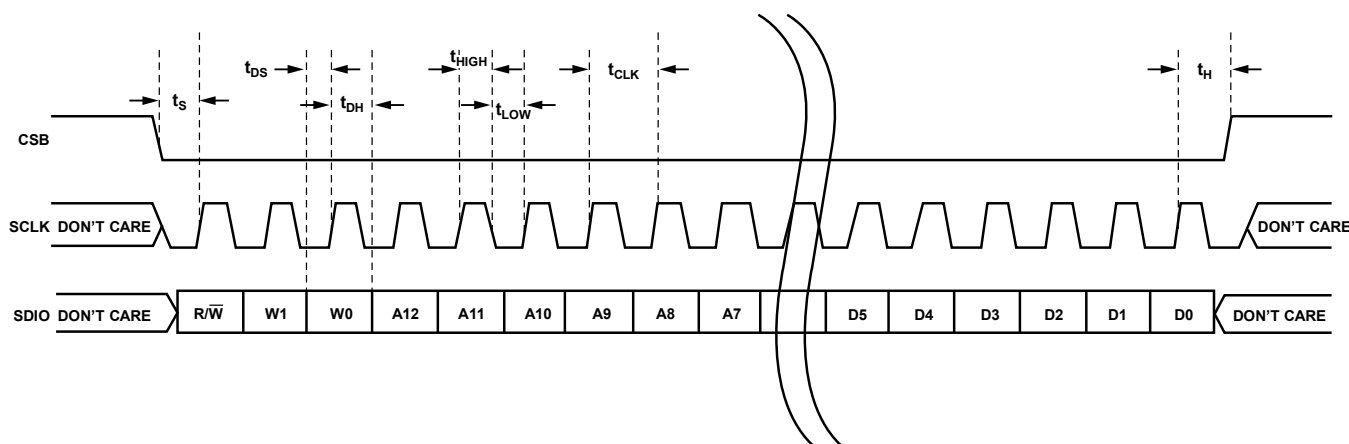 tDS
tHIGH
tCLK
tH
tS
tDH
tLOW
CSB
SCLK DON'T CARE
DON'T CARE
SDIO DON'T CARE R/W̅ W1 W0 A12 A11 A10 A9 A8 A7 D5 D4 D3 D2 D1 D0 DON'T CARE